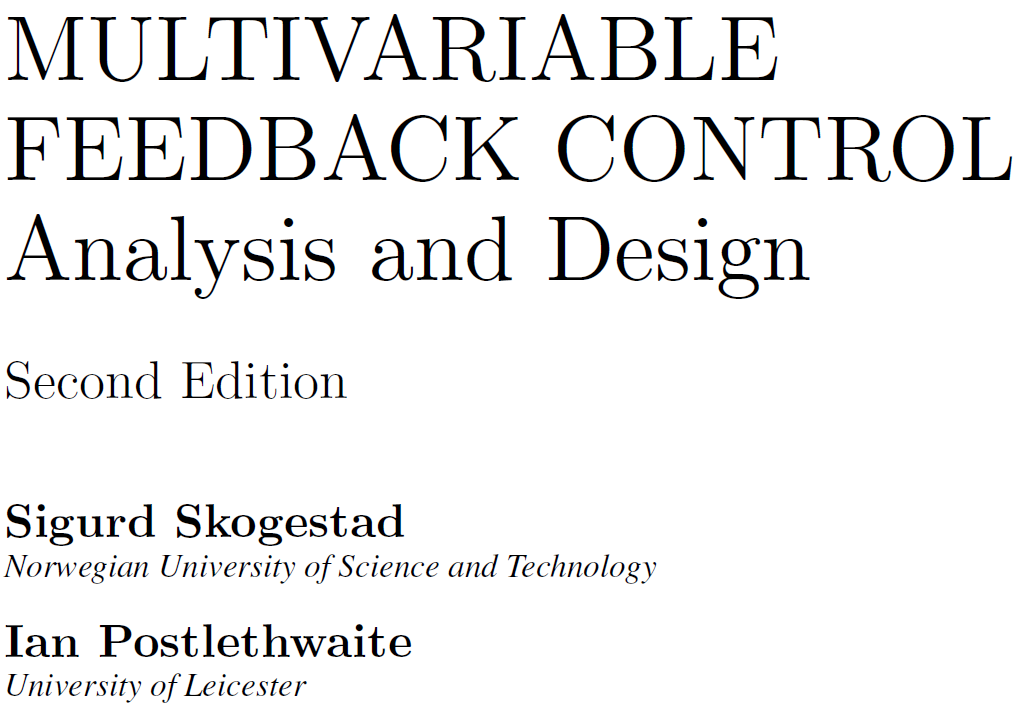 MULTIVARIABLE
FEEDBACK CONTROL
Analysis and Design
Second Edition
Sigurd Skogestad
Norwegian University of Science and Technology
Ian Postlethwaite
University of Leicester